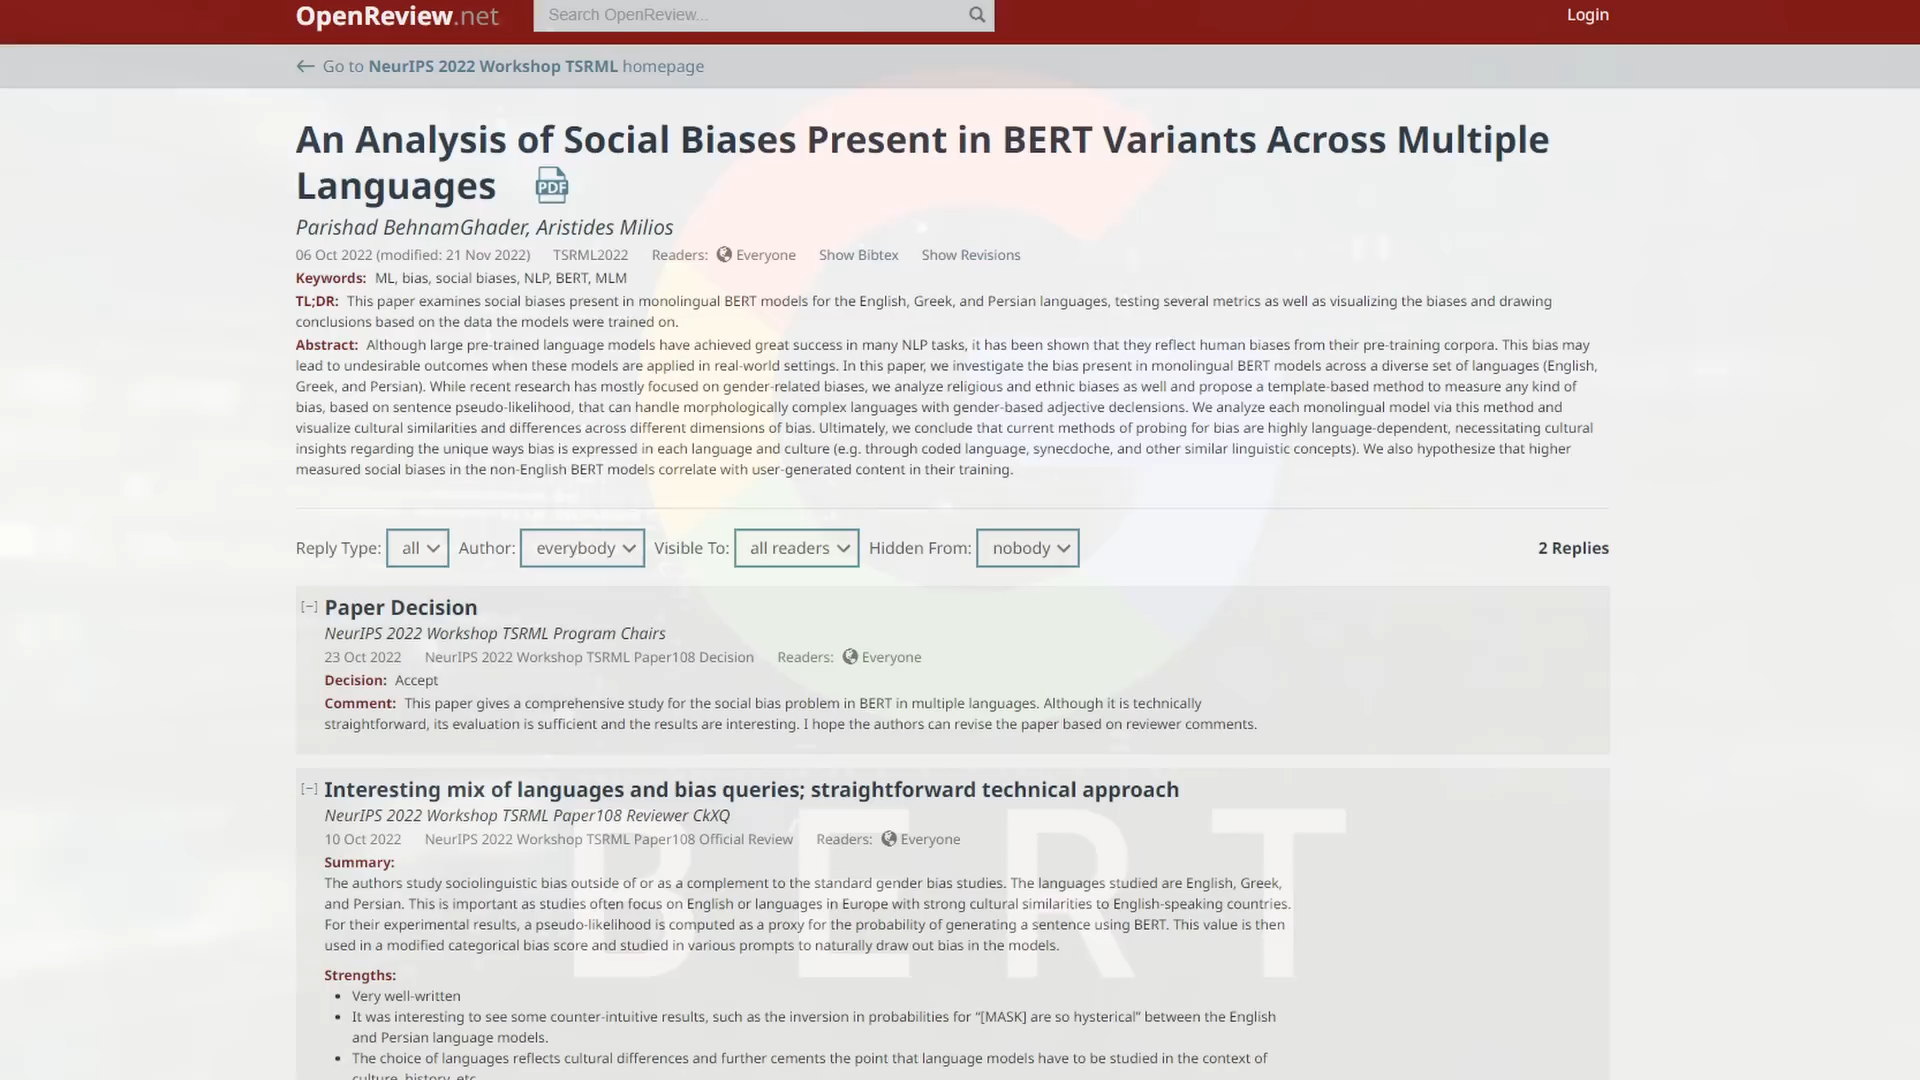 OpenReview.net
Search OpenReview...
Login
← Go to NeurIPS 2022 Workshop TSRML homepage
An Analysis of Social Biases Present in BERT Variants Across Multiple
Languages PDF
Parishad BehnamGhader, Aristides Milios
06 Oct 2022 (modified: 21 Nov 2022) TSRML2022 Readers: Everyone Show Bibtex Show Revisions
Keywords: ML, bias, social biases, NLP, BERT, MLM
TL;DR: This paper examines social biases present in monolingual BERT models for the English, Greek, and Persian languages, testing several metrics as well as visualizing the biases and drawing
conclusions based on the data the models were trained on.
Abstract: Although large pre-trained language models have achieved great success in many NLP tasks, it has been shown that they reflect human biases from their pre-training corpora. This bias may
lead to undesirable outcomes when these models are applied in real-world settings. In this paper, we investigate the bias present in monolingual BERT models across a diverse set of languages (English,
Greek, and Persian). While recent research has mostly focused on gender-related biases, we analyze religious and ethnic biases as well and propose a template-based method to measure any kind of
bias, based on sentence pseudo-likelihood, that can handle morphologically complex languages with gender-based adjective declensions. We analyze each monolingual model via this method and
visualize cultural similarities and differences across different dimensions of bias. Ultimately, we conclude that current methods of probing for bias are highly language-dependent, necessitating cultural
insights regarding the unique ways bias is expressed in each language and culture (e.g. through coded language, synecdoche, and other similar linguistic concepts). We also hypothesize that higher
measured social biases in the non-English BERT models correlate with user-generated content in their training.
Reply Type: all Author: everybody Visible To: all readers Hidden From: nobody 2 Replies
[−] Paper Decision
NeurIPS 2022 Workshop TSRML Program Chairs
23 Oct 2022 NeurIPS 2022 Workshop TSRML Paper108 Decision Readers: Everyone
Decision: Accept
Comment: This paper gives a comprehensive study for the social bias problem in BERT in multiple languages. Although it is technically
straightforward, its evaluation is sufficient and the results are interesting. I hope the authors can revise the paper based on reviewer comments.
[−] Interesting mix of languages and bias queries; straightforward technical approach
NeurIPS 2022 Workshop TSRML Paper108 Reviewer CkXQ
10 Oct 2022 NeurIPS 2022 Workshop TSRML Paper108 Official Review Readers: Everyone
Summary:
The authors study sociolinguistic bias outside of or as a complement to the standard gender bias studies. The languages studied are English, Greek,
and Persian. This is important as studies often focus on English or languages in Europe with strong cultural similarities to English-speaking countries.
For their experimental results, a pseudo-likelihood is computed as a proxy for the probability of generating a sentence using BERT. This value is then
used in a modified categorical bias score and studied in various prompts to naturally draw out bias in the models.
BERT
Strengths:
• Very well-written
• It was interesting to see some counter-intuitive results, such as the inversion in probabilities for “[MASK] are so hysterical” between the English
and Persian language models.
• The choice of languages reflects cultural differences and further cements the point that language models have to be studied in the context of
culture, history, etc.